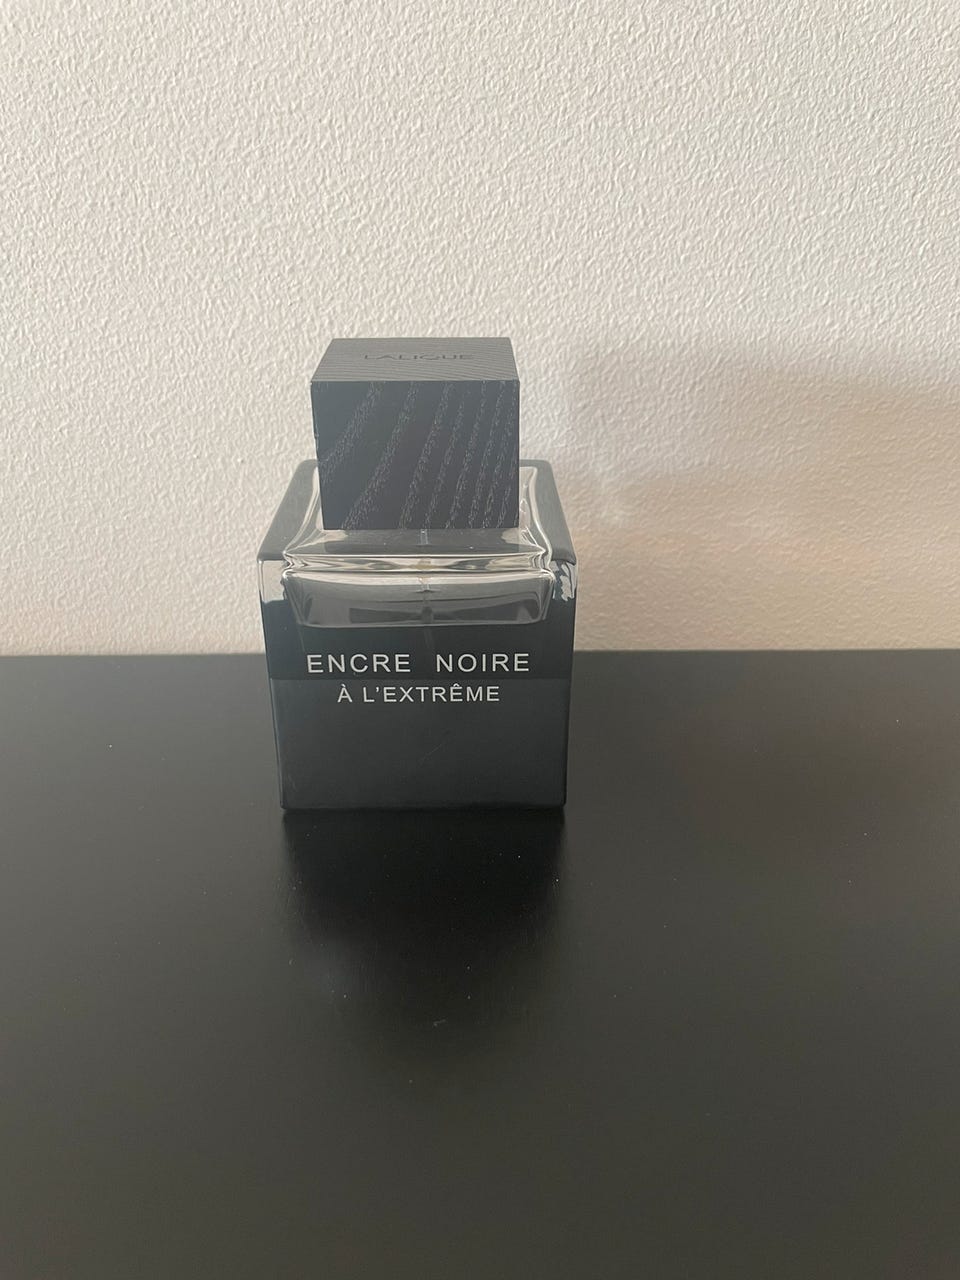 LALIQUE
ENCRE NOIRE
À L'EXTRÊME